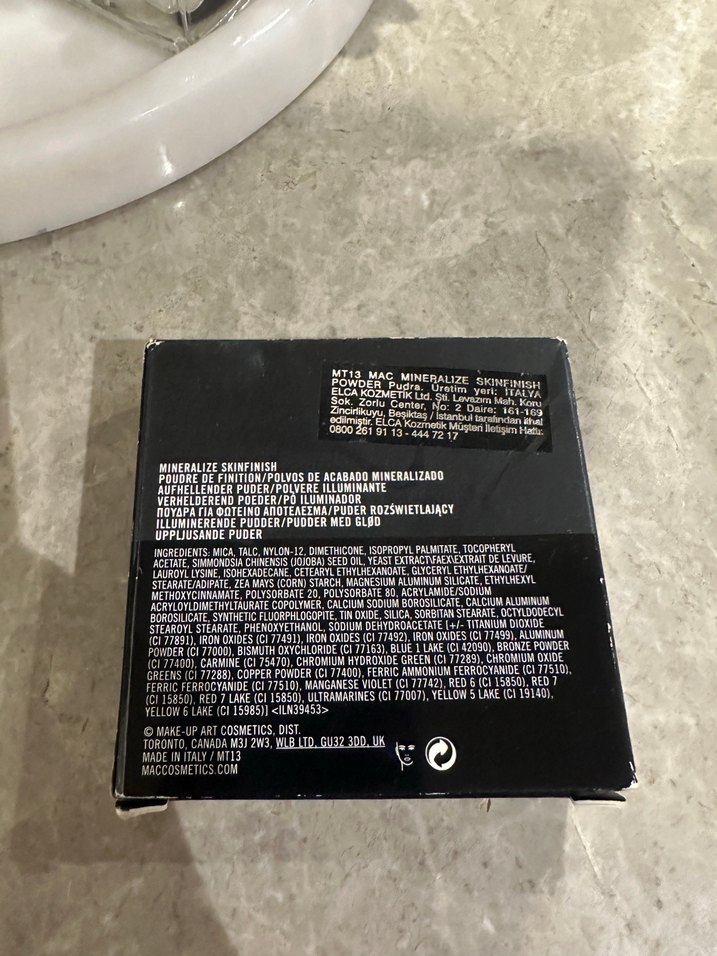 MT13 MAC MINERALIZE SKINFINISH
POWDER Pudra. Üretim yeri: İTALYA
ELCA KOZMETİK Ltd. Şti. Levazım Mah. Koru
Sok. Zorlu Center, No: 2 Daire: 161-169
Zincirlikuyu, Beşiktaş / İstanbul tarafından ithal
edilmiştir. ELCA Kozmetik Müşteri İletişim Hattı:
0800 261 91 13 - 444 72 17
MINERALIZE SKINFINISH
POUDRE DE FINITION/POLVOS DE ACABADO MINERALIZADO
AUFHELLENDER PUDER/POLVERE ILLUMINANTE
VERHELDEREND POEDER/PÓ ILUMINADOR
ΠΟΥΔΡΑ ΓΙΑ ΦΩΤΕΙΝΟ ΑΠΟΤΕΛΕΣΜΑ/PUDER ROZŚWIETLAJĄCY
ILLUMINERENDE PUDDER/PUDDER MED GLØD
UPPLJUSANDE PUDER
INGREDIENTS: MICA, TALC, NYLON-12, DIMETHICONE, ISOPROPYL PALMITATE, TOCOPHERYL
ACETATE, SIMMONDSIA CHINENSIS (JOJOBA) SEED OIL, YEAST EXTRACT\FAEX\EXTRAIT DE LEVURE,
LAUROYL LYSINE, ISOHEXADECANE, CETEARYL ETHYLHEXANOATE, GLYCERYL ETHYLHEXANOATE/
STEARATE/ADIPATE, ZEA MAYS (CORN) STARCH, MAGNESIUM ALUMINUM SILICATE, ETHYLHEXYL
METHOXYCINNAMATE, POLYSORBATE 20, POLYSORBATE 80, ACRYLAMIDE/SODIUM
ACRYLOYLDIMETHYLTAURATE COPOLYMER, CALCIUM SODIUM BOROSILICATE, CALCIUM ALUMINUM
BOROSILICATE, SYNTHETIC FLUORPHLOGOPITE, TIN OXIDE, SILICA, SORBITAN STEARATE, OCTYLDODECYL
STEAROYL STEARATE, PHENOXYETHANOL, SODIUM DEHYDROACETATE [+/- TITANIUM DIOXIDE
(CI 77891), IRON OXIDES (CI 77491), IRON OXIDES (CI 77492), IRON OXIDES (CI 77499), ALUMINUM
POWDER (CI 77000), BISMUTH OXYCHLORIDE (CI 77163), BLUE 1 LAKE (CI 42090), BRONZE POWDER
(CI 77400), CARMINE (CI 75470), CHROMIUM HYDROXIDE GREEN (CI 77289), CHROMIUM OXIDE
GREENS (CI 77288), COPPER POWDER (CI 77400), FERRIC AMMONIUM FERROCYANIDE (CI 77510),
FERRIC FERROCYANIDE (CI 77510), MANGANESE VIOLET (CI 77742), RED 6 (CI 15850), RED 7
(CI 15850), RED 7 LAKE (CI 15850), ULTRAMARINES (CI 77007), YELLOW 5 LAKE (CI 19140),
YELLOW 6 LAKE (CI 15985)] <ILN39453>
© MAKE-UP ART COSMETICS, DIST.
TORONTO, CANADA M3J 2W3, WLB LTD, GU32 3DD, UK
MADE IN ITALY / MT13
MACCOSMETICS.COM